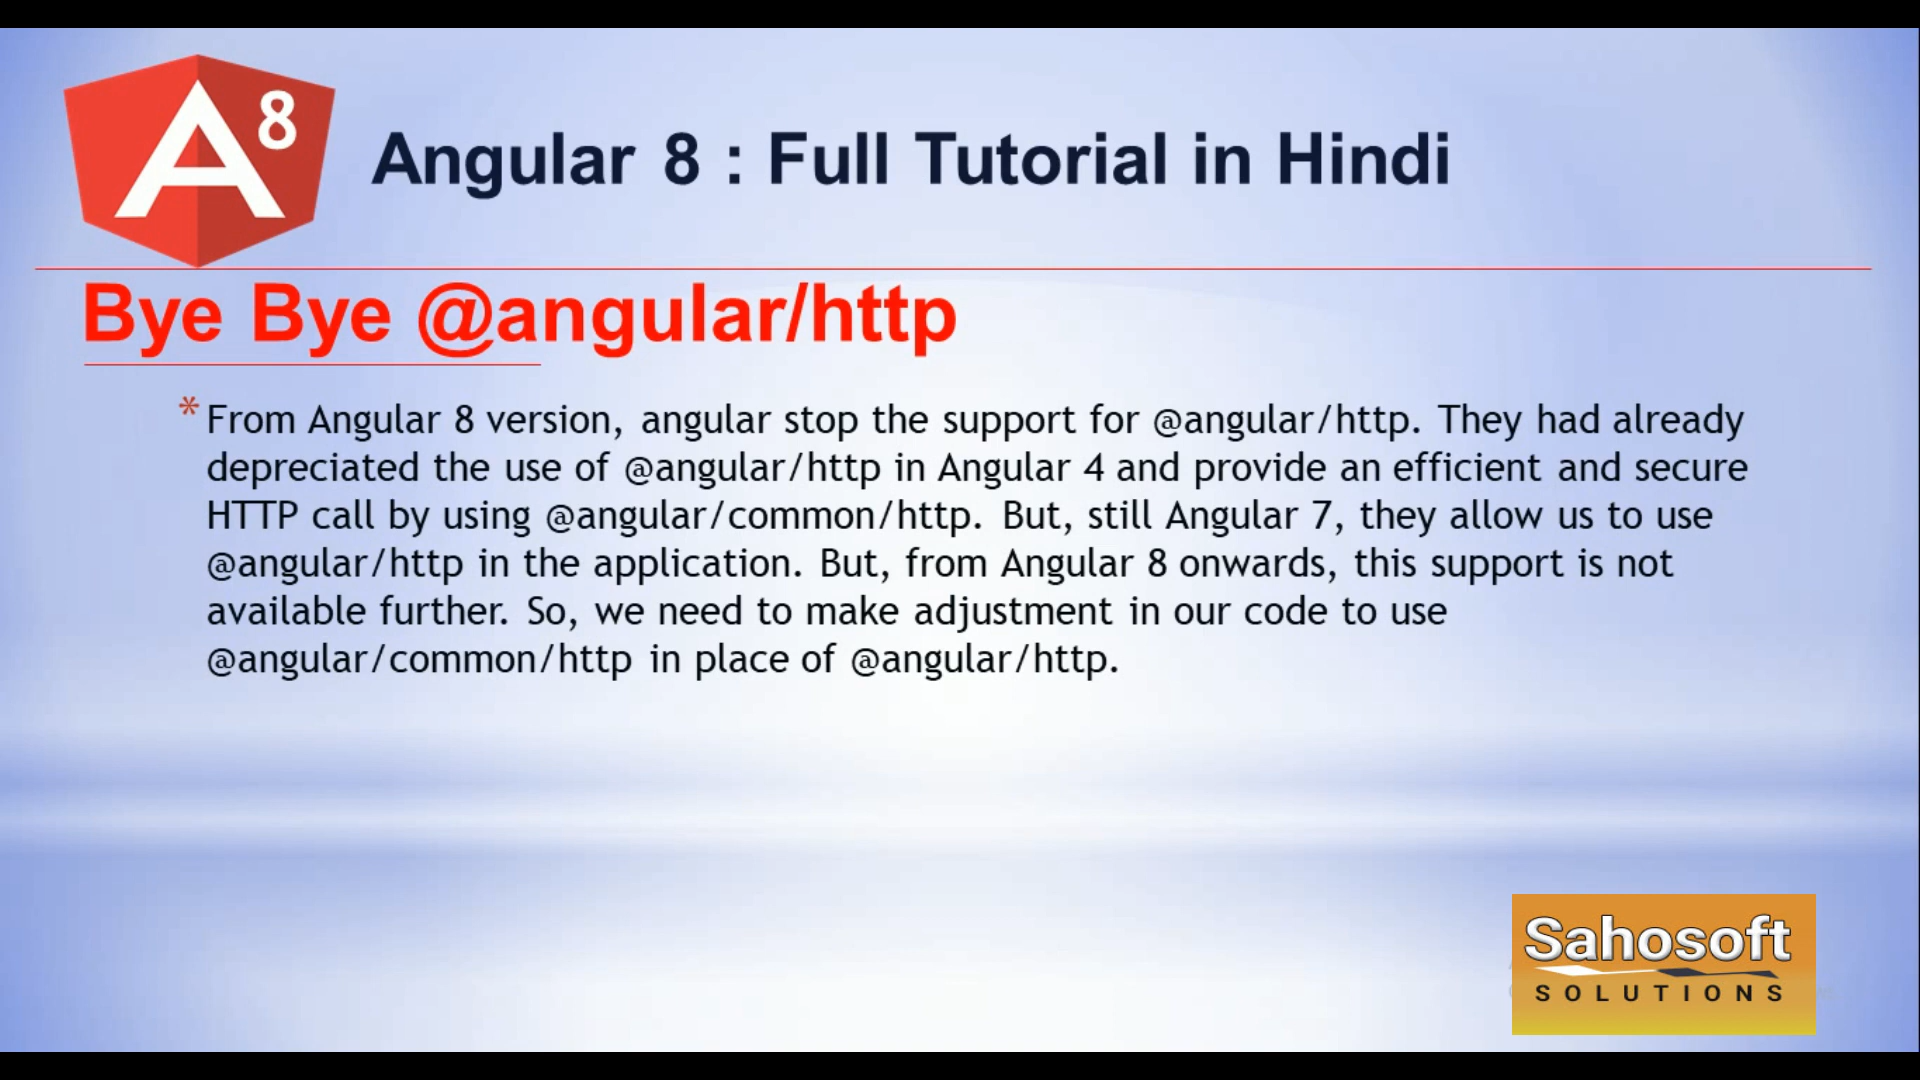 A8
Angular 8 : Full Tutorial in Hindi
Bye Bye @angular/http
* From Angular 8 version, angular stop the support for @angular/http. They had already
depreciated the use of @angular/http in Angular 4 and provide an efficient and secure
HTTP call by using @angular/common/http. But, still Angular 7, they allow us to use
@angular/http in the application. But, from Angular 8 onwards, this support is not
available further. So, we need to make adjustment in our code to use
@angular/common/http in place of @angular/http.
Sahosoft
SOLUTIONS